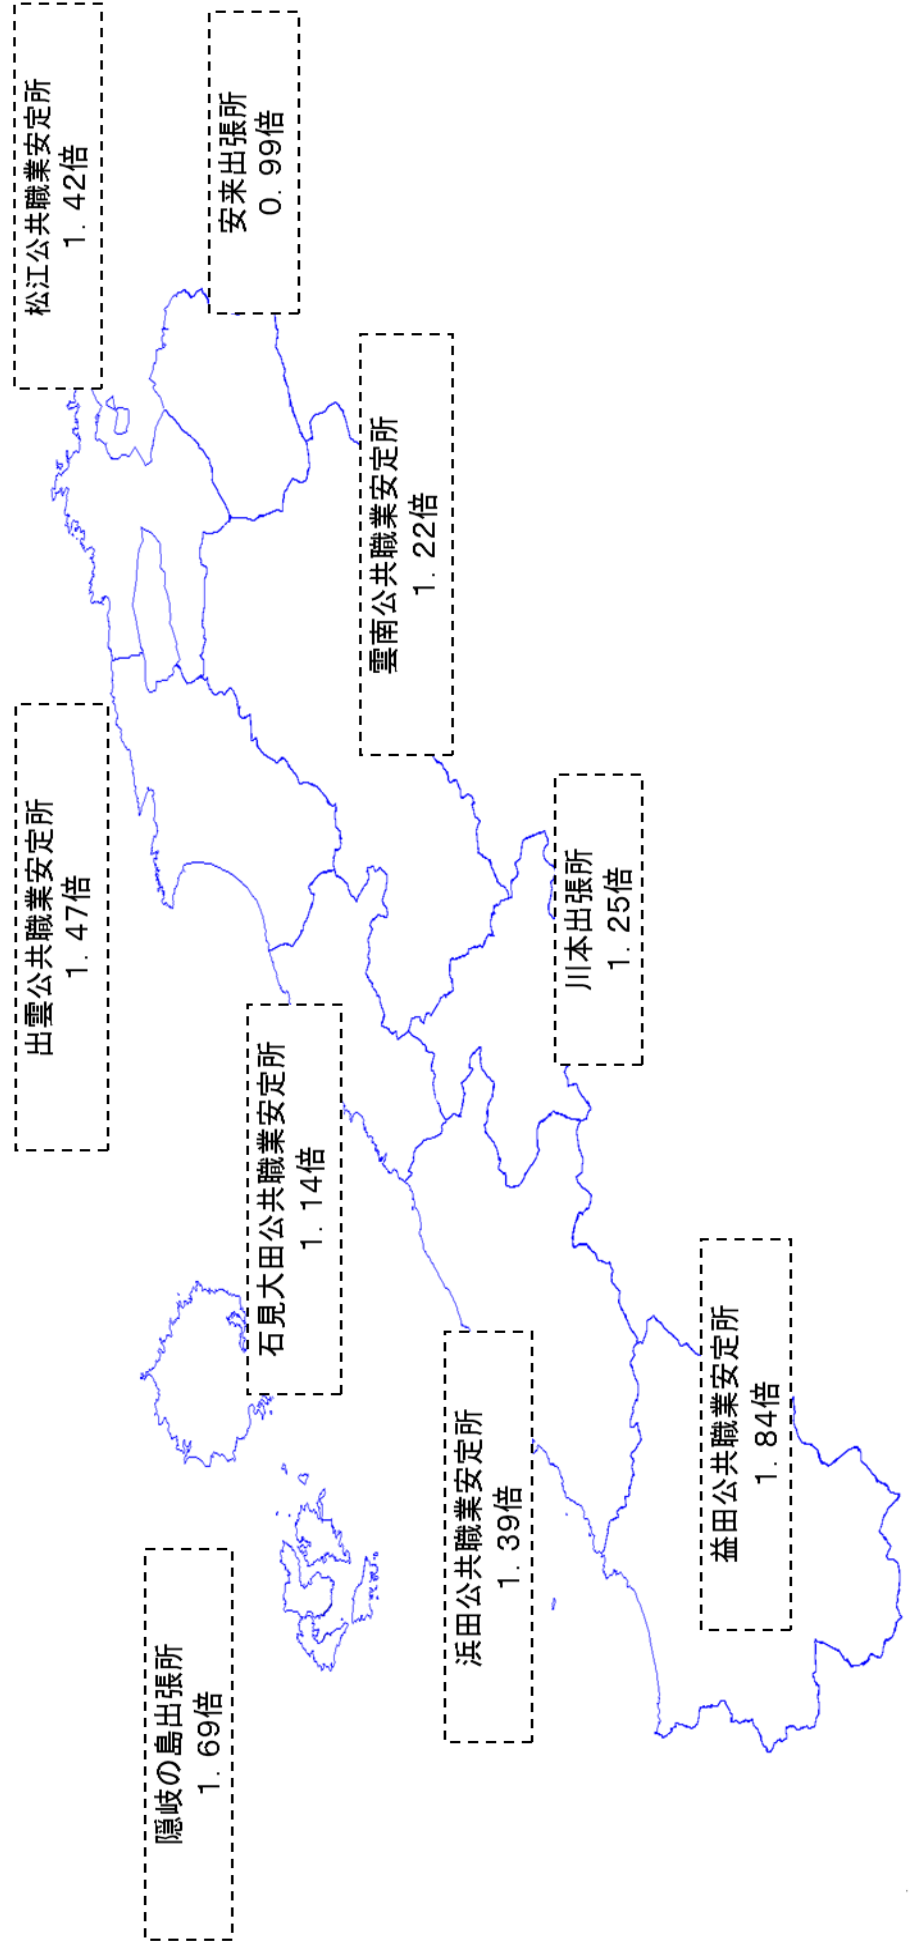 松江公共職業安定所
1. 42倍
安来出張所
0. 99倍
出雲公共職業安定所
1. 47倍
雲南公共職業安定所
1. 22倍
石見大田公共職業安定所
1. 14倍
川本出張所
1. 25倍
隠岐の島出張所
1. 69倍
浜田公共職業安定所
1. 39倍
益田公共職業安定所
1. 84倍